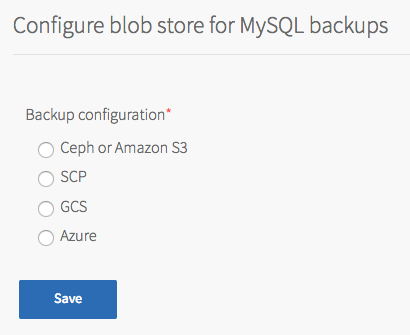 Configure blob store for MySQL backups
Backup configuration*
Ceph or Amazon S3
SCP
GCS
Azure
Save